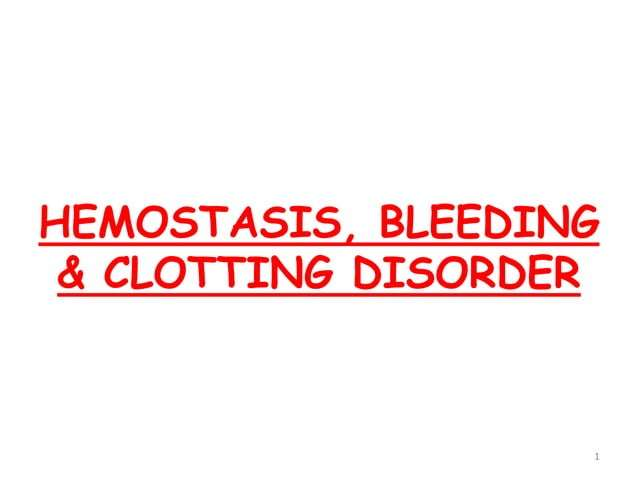 HEMOSTASIS, BLEEDING
& CLOTTING DISORDER
1